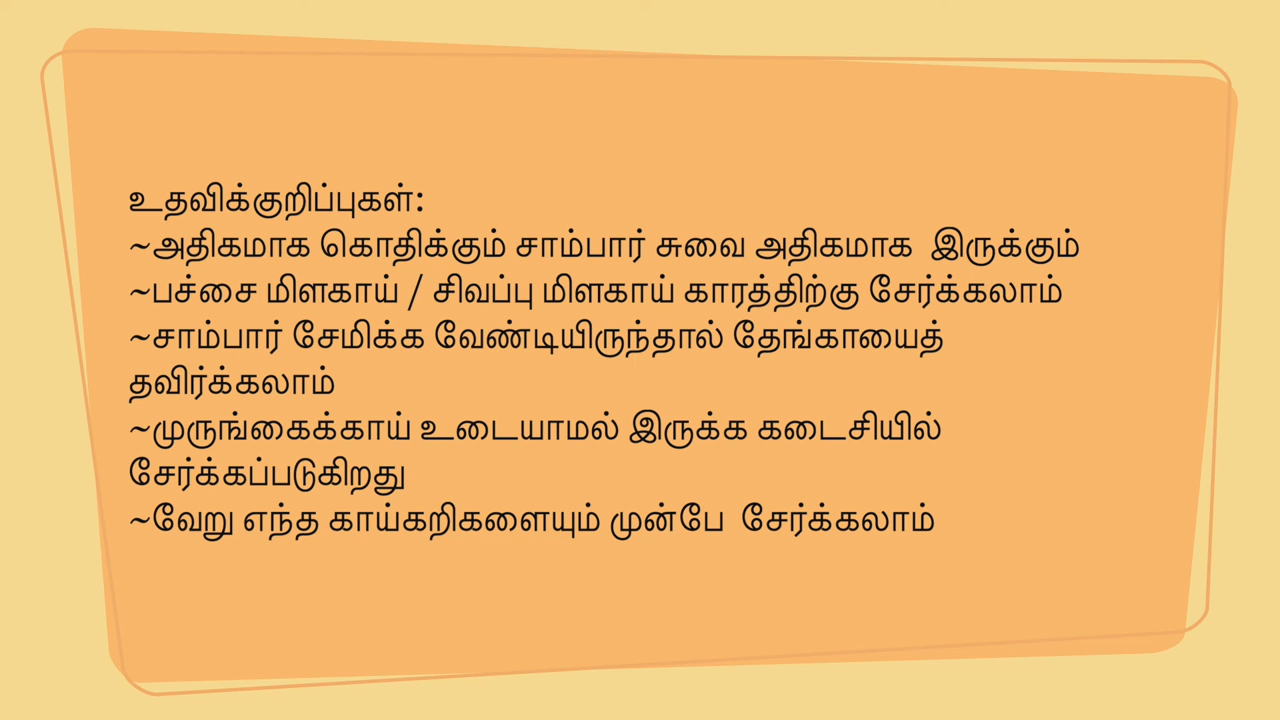 உதவிக்குறிப்புகள்:
~அதிகமாக கொதிக்கும் சாம்பார் சுவை அதிகமாக  இருக்கும்
~பச்சை மிளகாய் / சிவப்பு மிளகாய் காரத்திற்கு சேர்க்கலாம்
~சாம்பார் சேமிக்க வேண்டியிருந்தால் தேங்காயைத்
தவிர்க்கலாம்
~முருங்கைக்காய் உடையாமல் இருக்க கடைசியில்
சேர்க்கப்படுகிறது
~வேறு எந்த காய்கறிகளையும் முன்பே  சேர்க்கலாம்